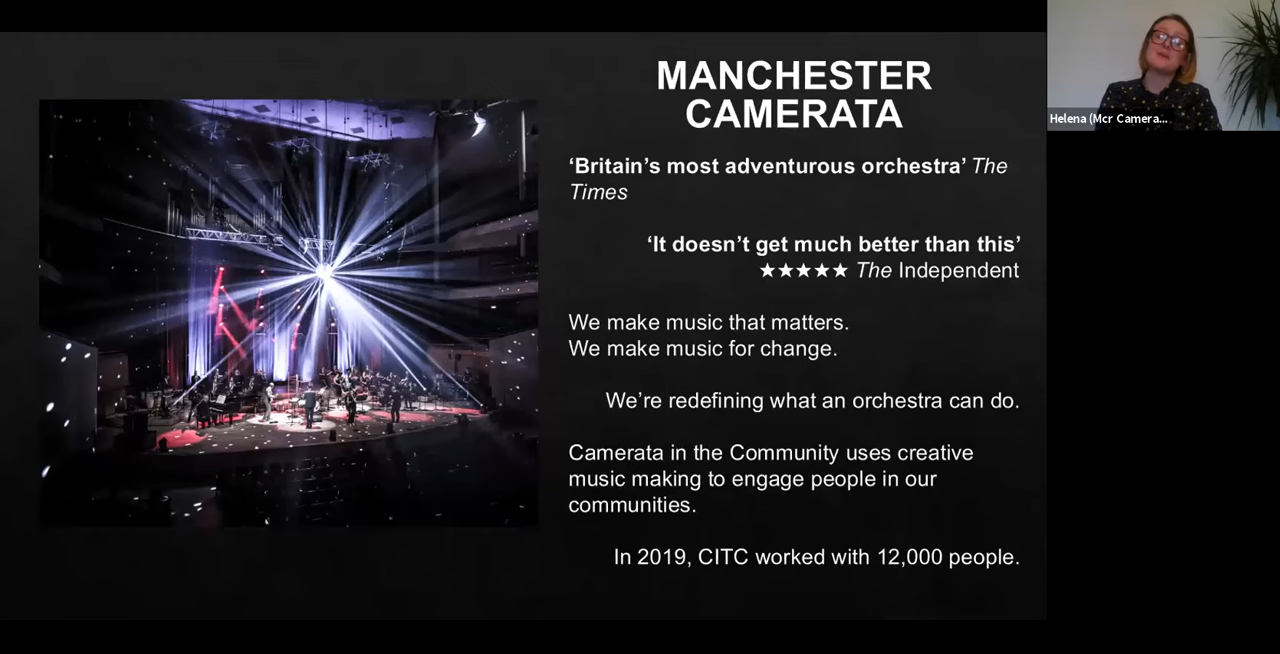 MANCHESTER
CAMERATA
‘Britain’s most adventurous orchestra’ The
Times
‘It doesn’t get much better than this’
★★★★★ The Independent
We make music that matters.
We make music for change.
We’re redefining what an orchestra can do.
Camerata in the Community uses creative
music making to engage people in our
communities.
In 2019, CITC worked with 12,000 people.
Helena (Mcr Camera...